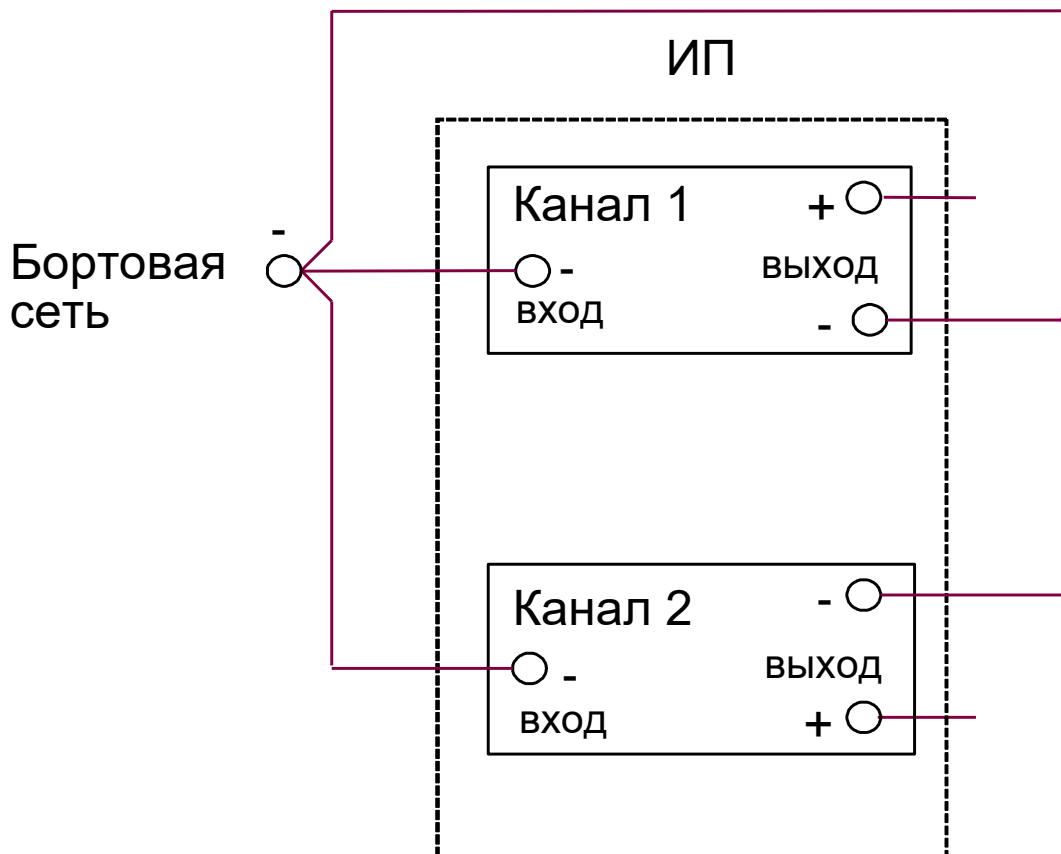 ИП
Канал 1
+
-
Бортовая
сеть
-
вход
выход
-
Канал 2
-
-
вход
выход
+